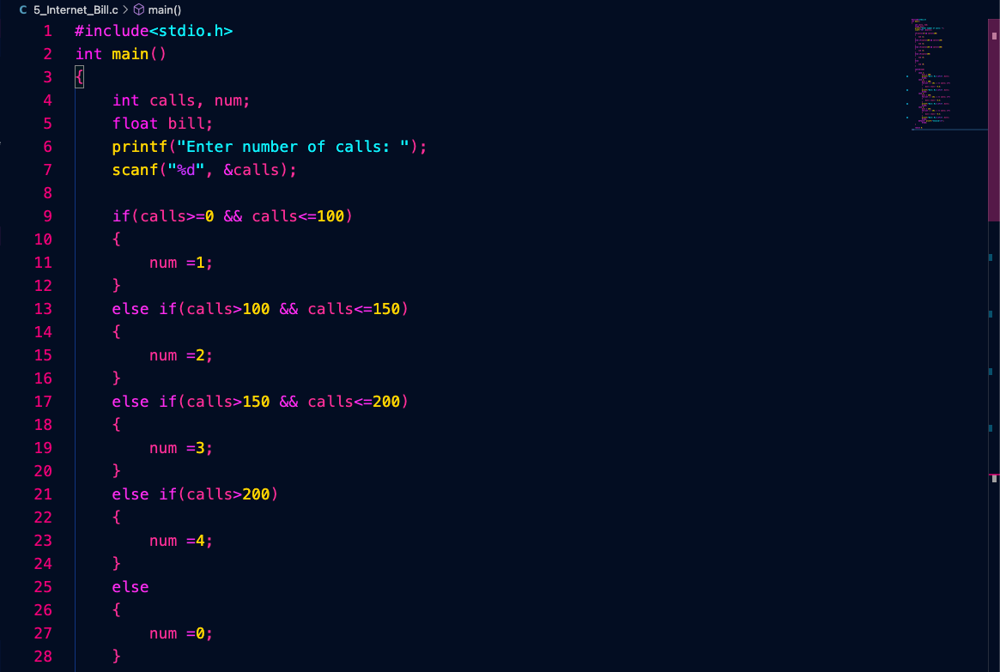 C 5_Internet_Bill.c > main()
1 #include<stdio.h>
2 int main()
3 {
4     int calls, num;
5     float bill;
6     printf("Enter number of calls: ");
7     scanf("%d", &calls);
8
9     if(calls>=0 && calls<=100)
10     {
11         num =1;
12     }
13     else if(calls>100 && calls<=150)
14     {
15         num =2;
16     }
17     else if(calls>150 && calls<=200)
18     {
19         num =3;
20     }
21     else if(calls>200)
22     {
23         num =4;
24     }
25     else
26     {
27         num =0;
28     }